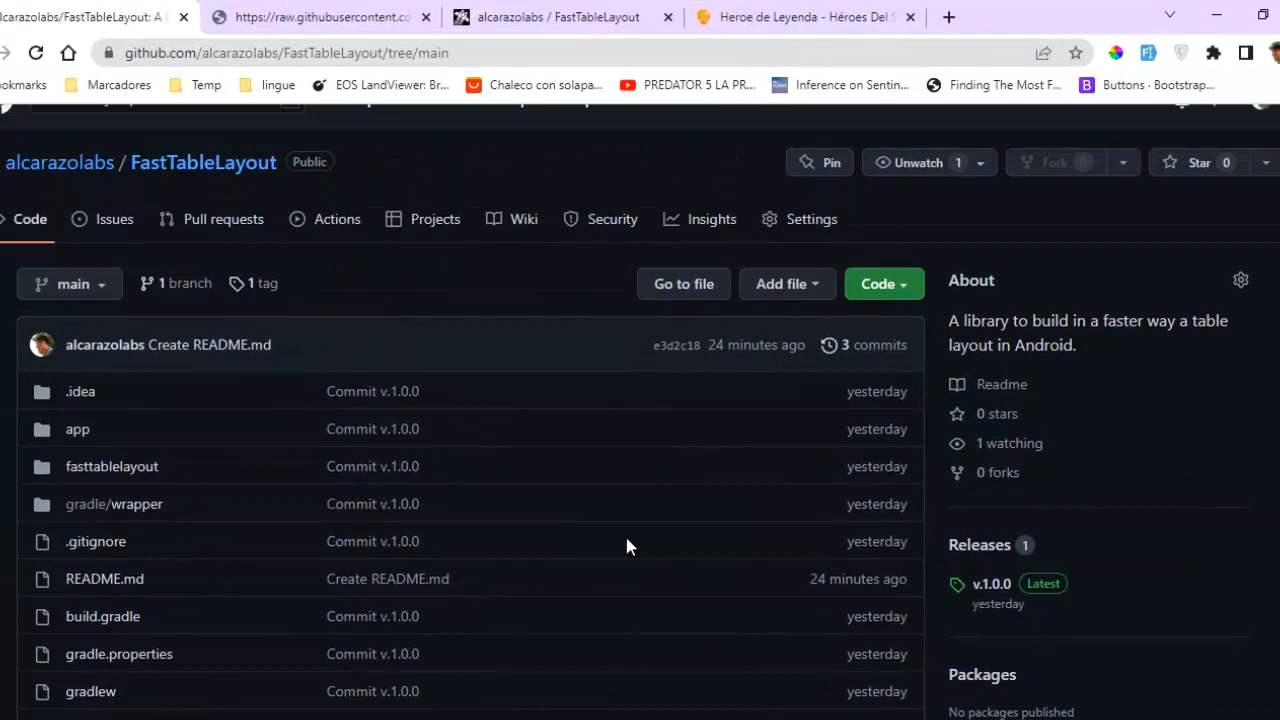 alcarazolabs/FastTableLayout: A
https://raw.githubusercontent.co
alcarazolabs / FastTableLayout
Heroe de Leyenda - Héroes Del S
github.com/alcarazolabs/FastTableLayout/tree/main
okmarks
Marcadores
Temp
lingue
EOS LandViewer: Br...
Chaleco con solapa...
PREDATOR 5 LA PR...
Inference on Sentin...
Finding The Most F...
Buttons · Bootstrap...
alcarazolabs / FastTableLayout Public
Pin
Unwatch 1
Fork 0
Star 0
Code
Issues
Pull requests
Actions
Projects
Wiki
Security
Insights
Settings
main
1 branch
1 tag
Go to file
Add file
Code
alcarazolabs Create README.md e3d2c18 24 minutes ago 3 commits
.idea Commit v.1.0.0 yesterday
app Commit v.1.0.0 yesterday
fasttablelayout Commit v.1.0.0 yesterday
gradle/wrapper Commit v.1.0.0 yesterday
.gitignore Commit v.1.0.0 yesterday
README.md Create README.md 24 minutes ago
build.gradle Commit v.1.0.0 yesterday
gradle.properties Commit v.1.0.0 yesterday
gradlew Commit v.1.0.0 yesterday
About
A library to build in a faster way a table
layout in Android.
Readme
0 stars
1 watching
0 forks
Releases 1
v.1.0.0 Latest
yesterday
Packages
No packages published